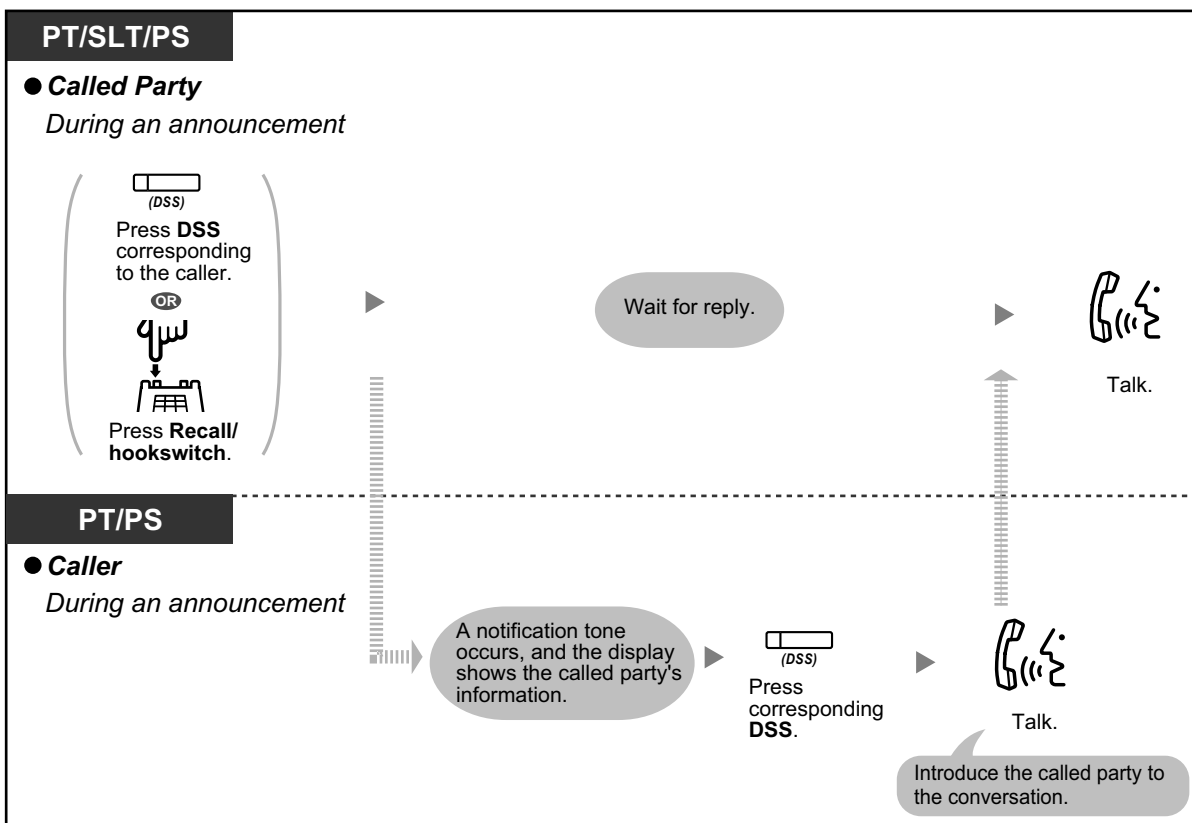 PT/SLT/PS
● Called Party
During an announcement
(DSS)
Press DSS
corresponding
to the caller.
OR
Press Recall/
hookswitch.
Wait for reply.
Talk.
PT/PS
● Caller
During an announcement
A notification tone
occurs, and the display
shows the called party's
information.
(DSS)
Press
corresponding
DSS.
Talk.
Introduce the called party to
the conversation.